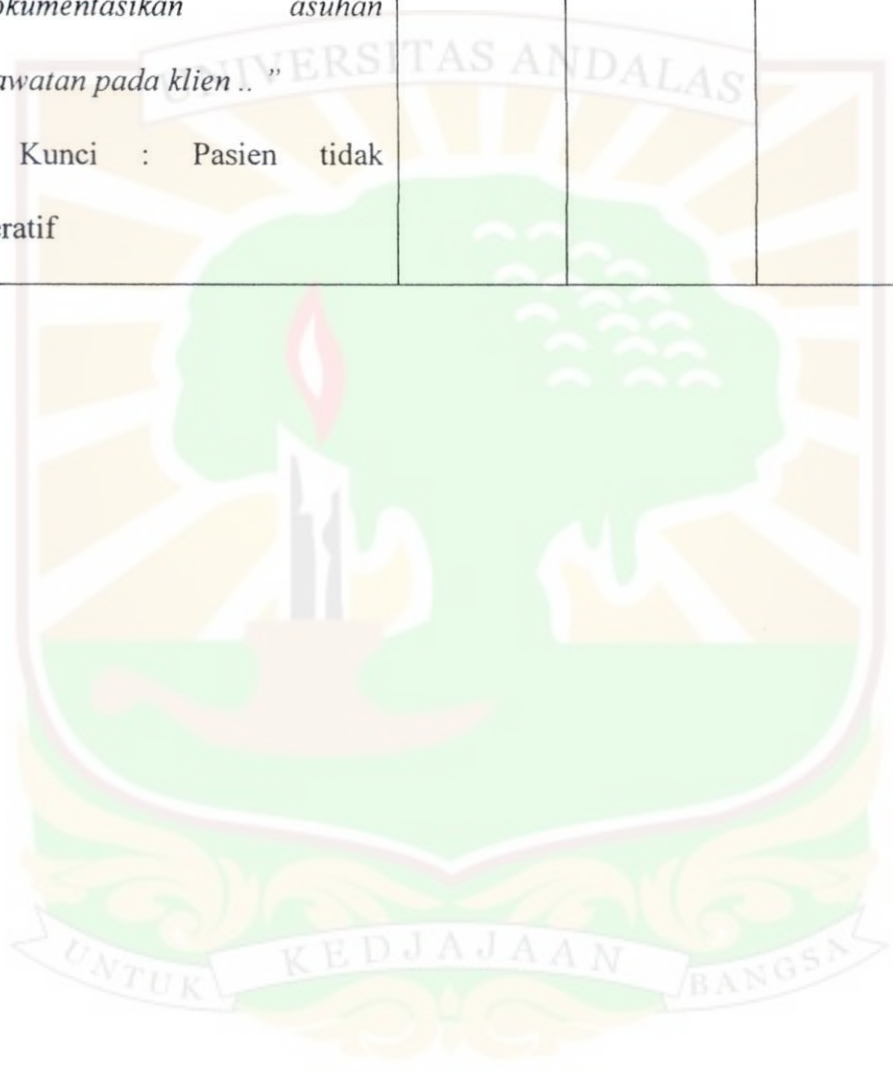 okumentasikan asuhan
awatan pada klien .. ”
Kunci : Pasien tidak
eratif
UNIVERSITAS ANDALAS
UNTUK KEDJAJAAN BANGSA